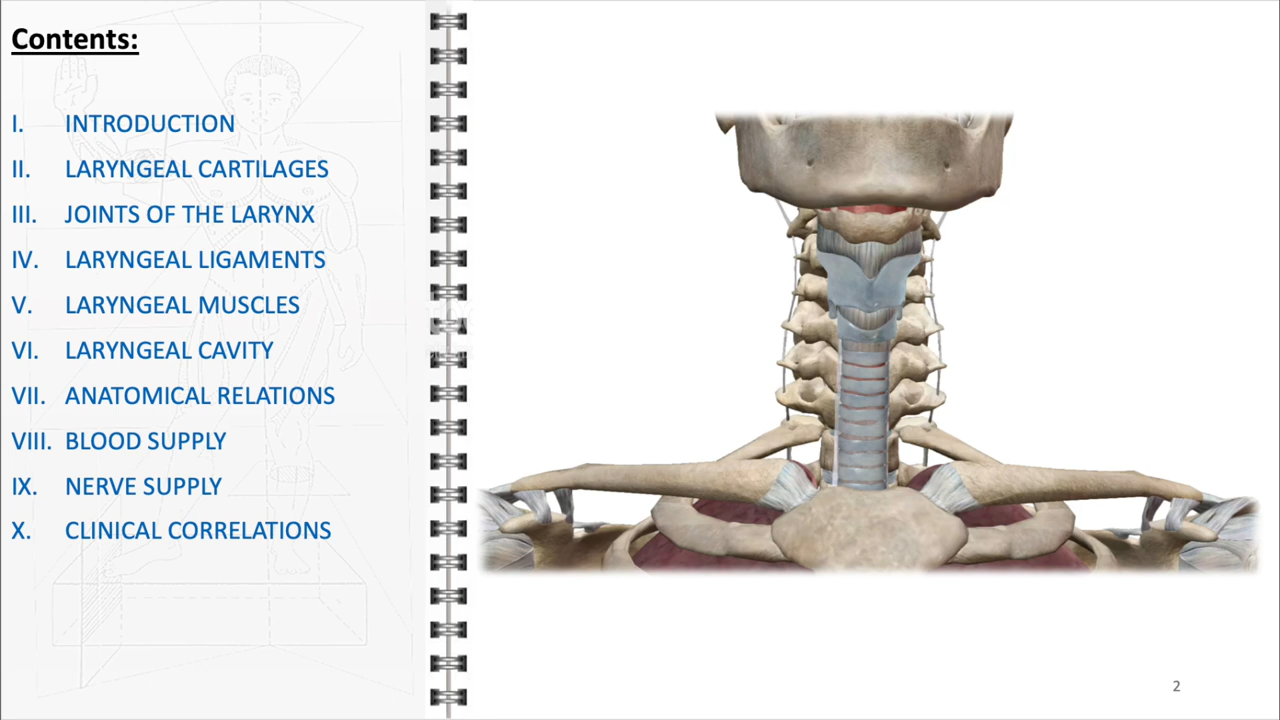 Contents:
I. INTRODUCTION
II. LARYNGEAL CARTILAGES
III. JOINTS OF THE LARYNX
IV. LARYNGEAL LIGAMENTS
V. LARYNGEAL MUSCLES
VI. LARYNGEAL CAVITY
VII. ANATOMICAL RELATIONS
VIII. BLOOD SUPPLY
IX. NERVE SUPPLY
X. CLINICAL CORRELATIONS
2